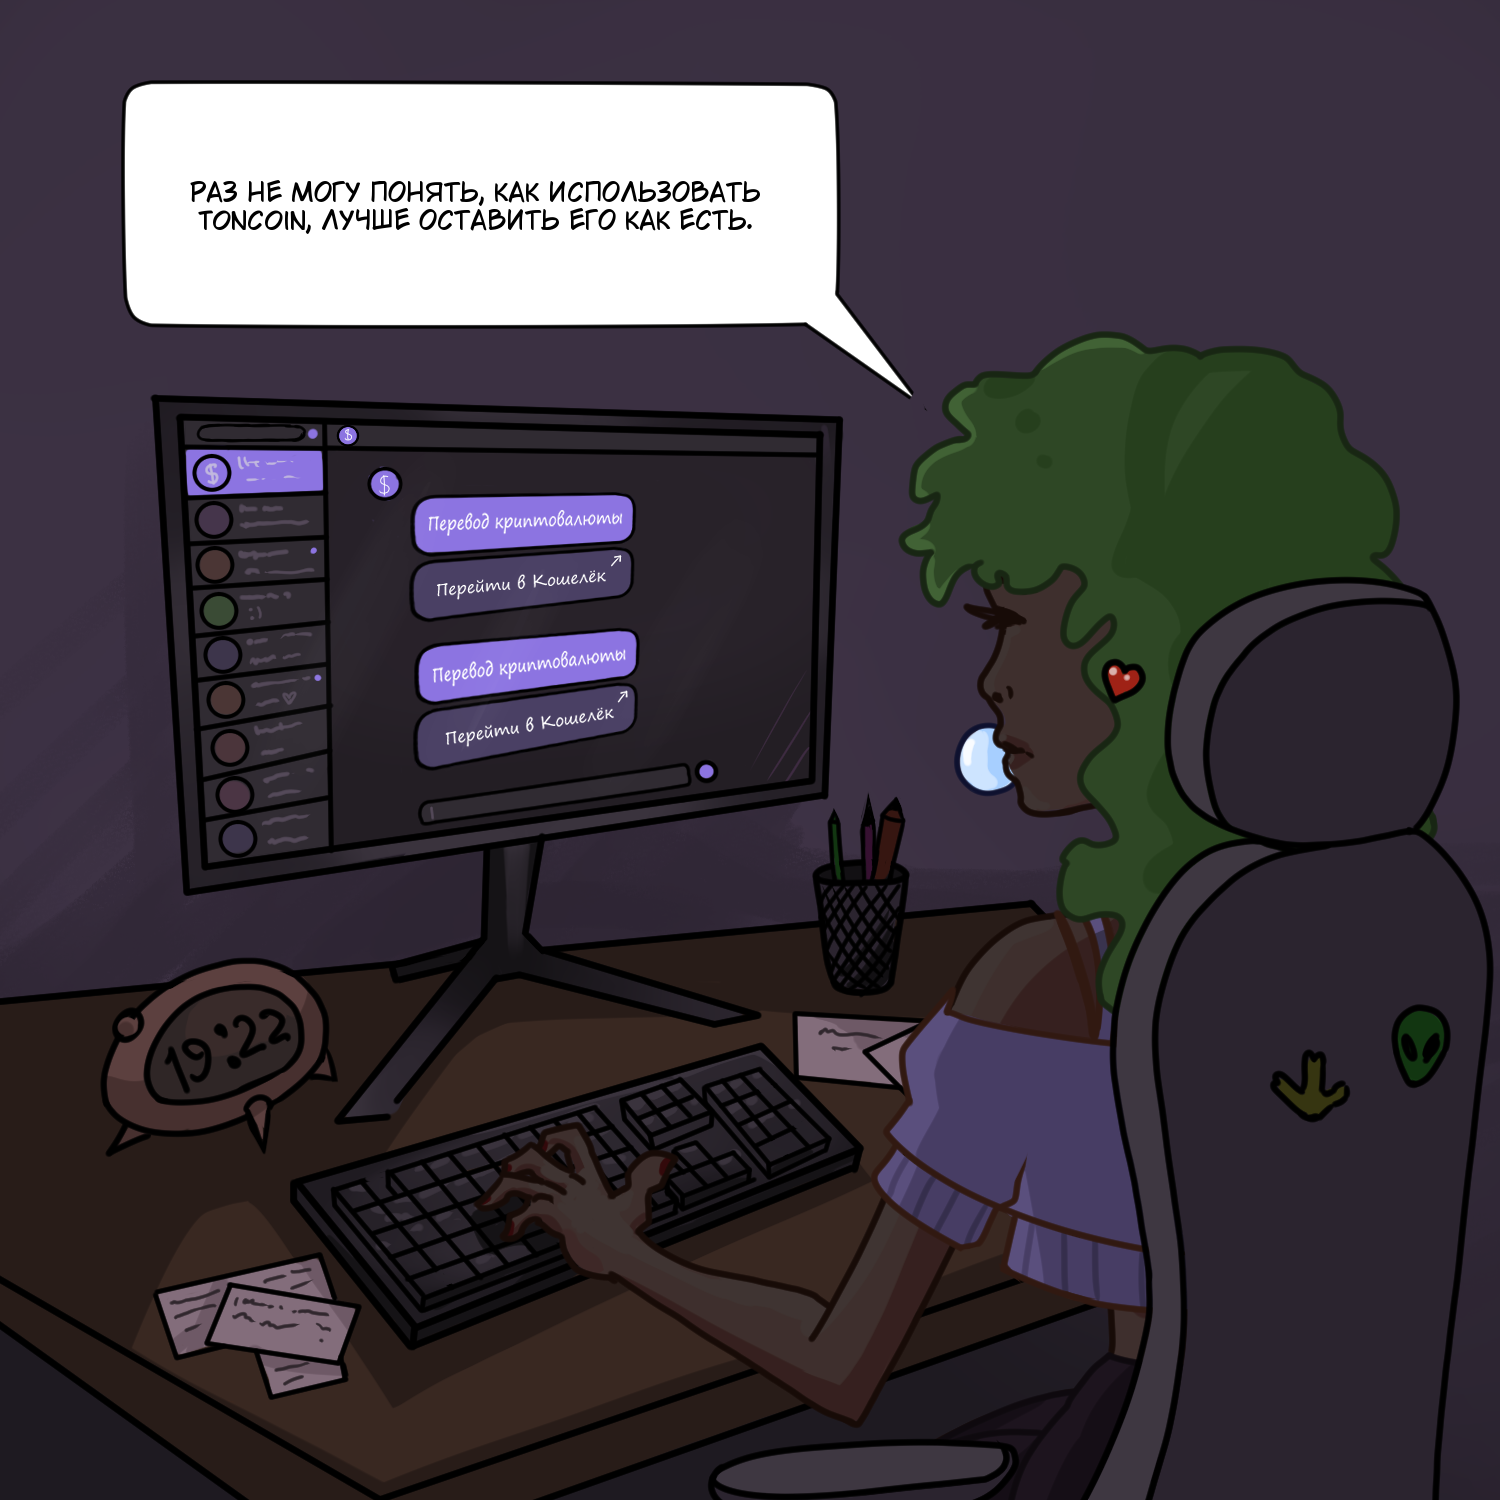 РАЗ НЕ МОГУ ПОНЯТЬ, КАК ИСПОЛЬЗОВАТЬ
TONCOIN, ЛУЧШЕ ОСТАВИТЬ ЕГО КАК ЕСТЬ.
$
$
:)
$
Перевод криптовалюты
Перейти в Кошелёк
Перевод криптовалюты
Перейти в Кошелёк
19:22